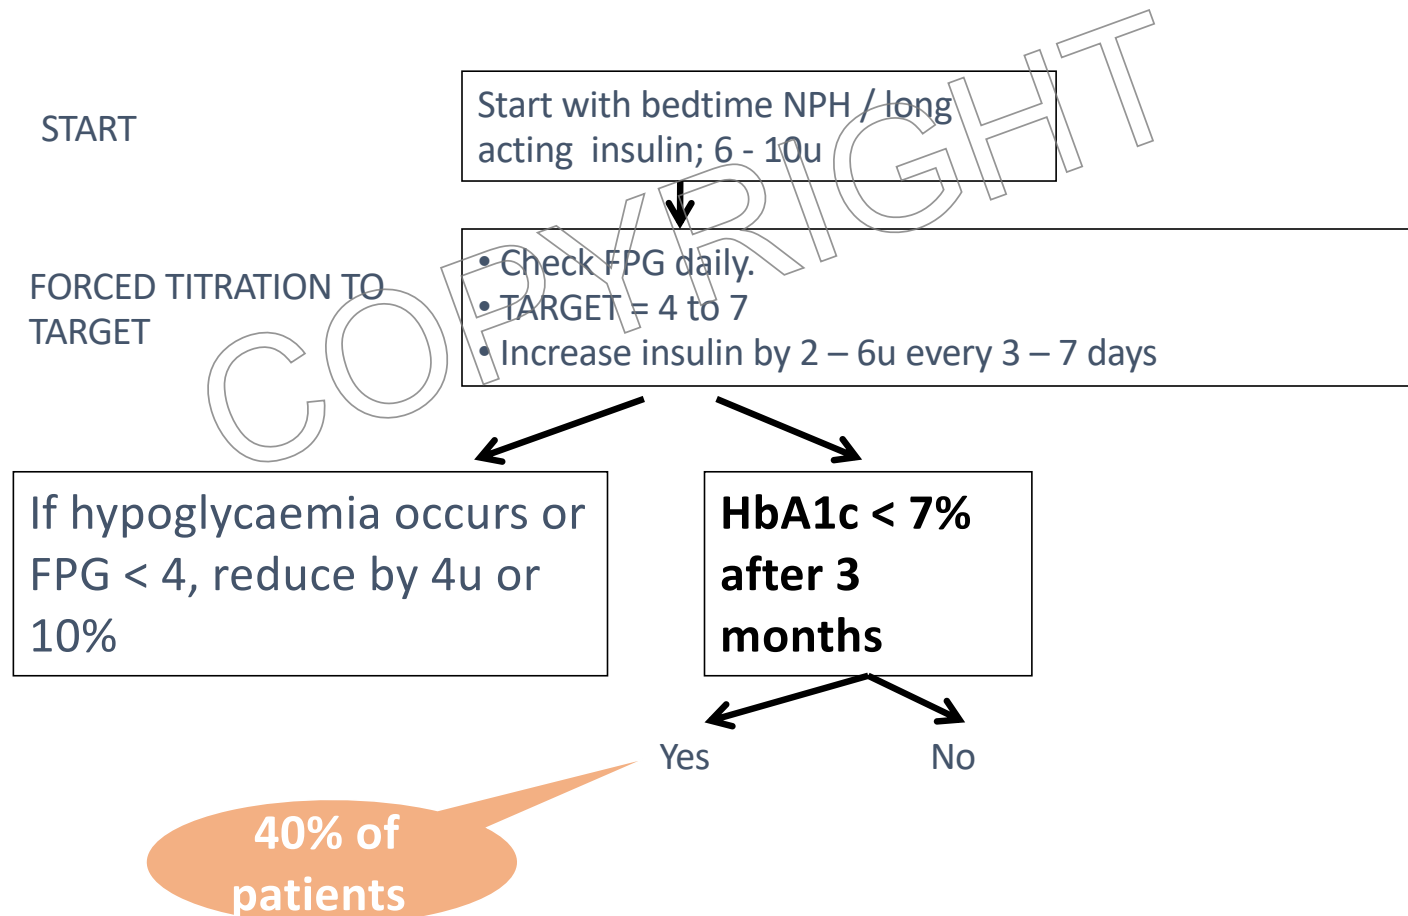 START
Start with bedtime NPH / long
acting insulin; 6 - 10u
FORCED TITRATION TO
TARGET
• Check FPG daily.
• TARGET = 4 to 7
• Increase insulin by 2 – 6u every 3 – 7 days
If hypoglycaemia occurs or
FPG < 4, reduce by 4u or
10%
HbA1c < 7%
after 3
months
Yes
No
40% of
patients
COPYRIGHT